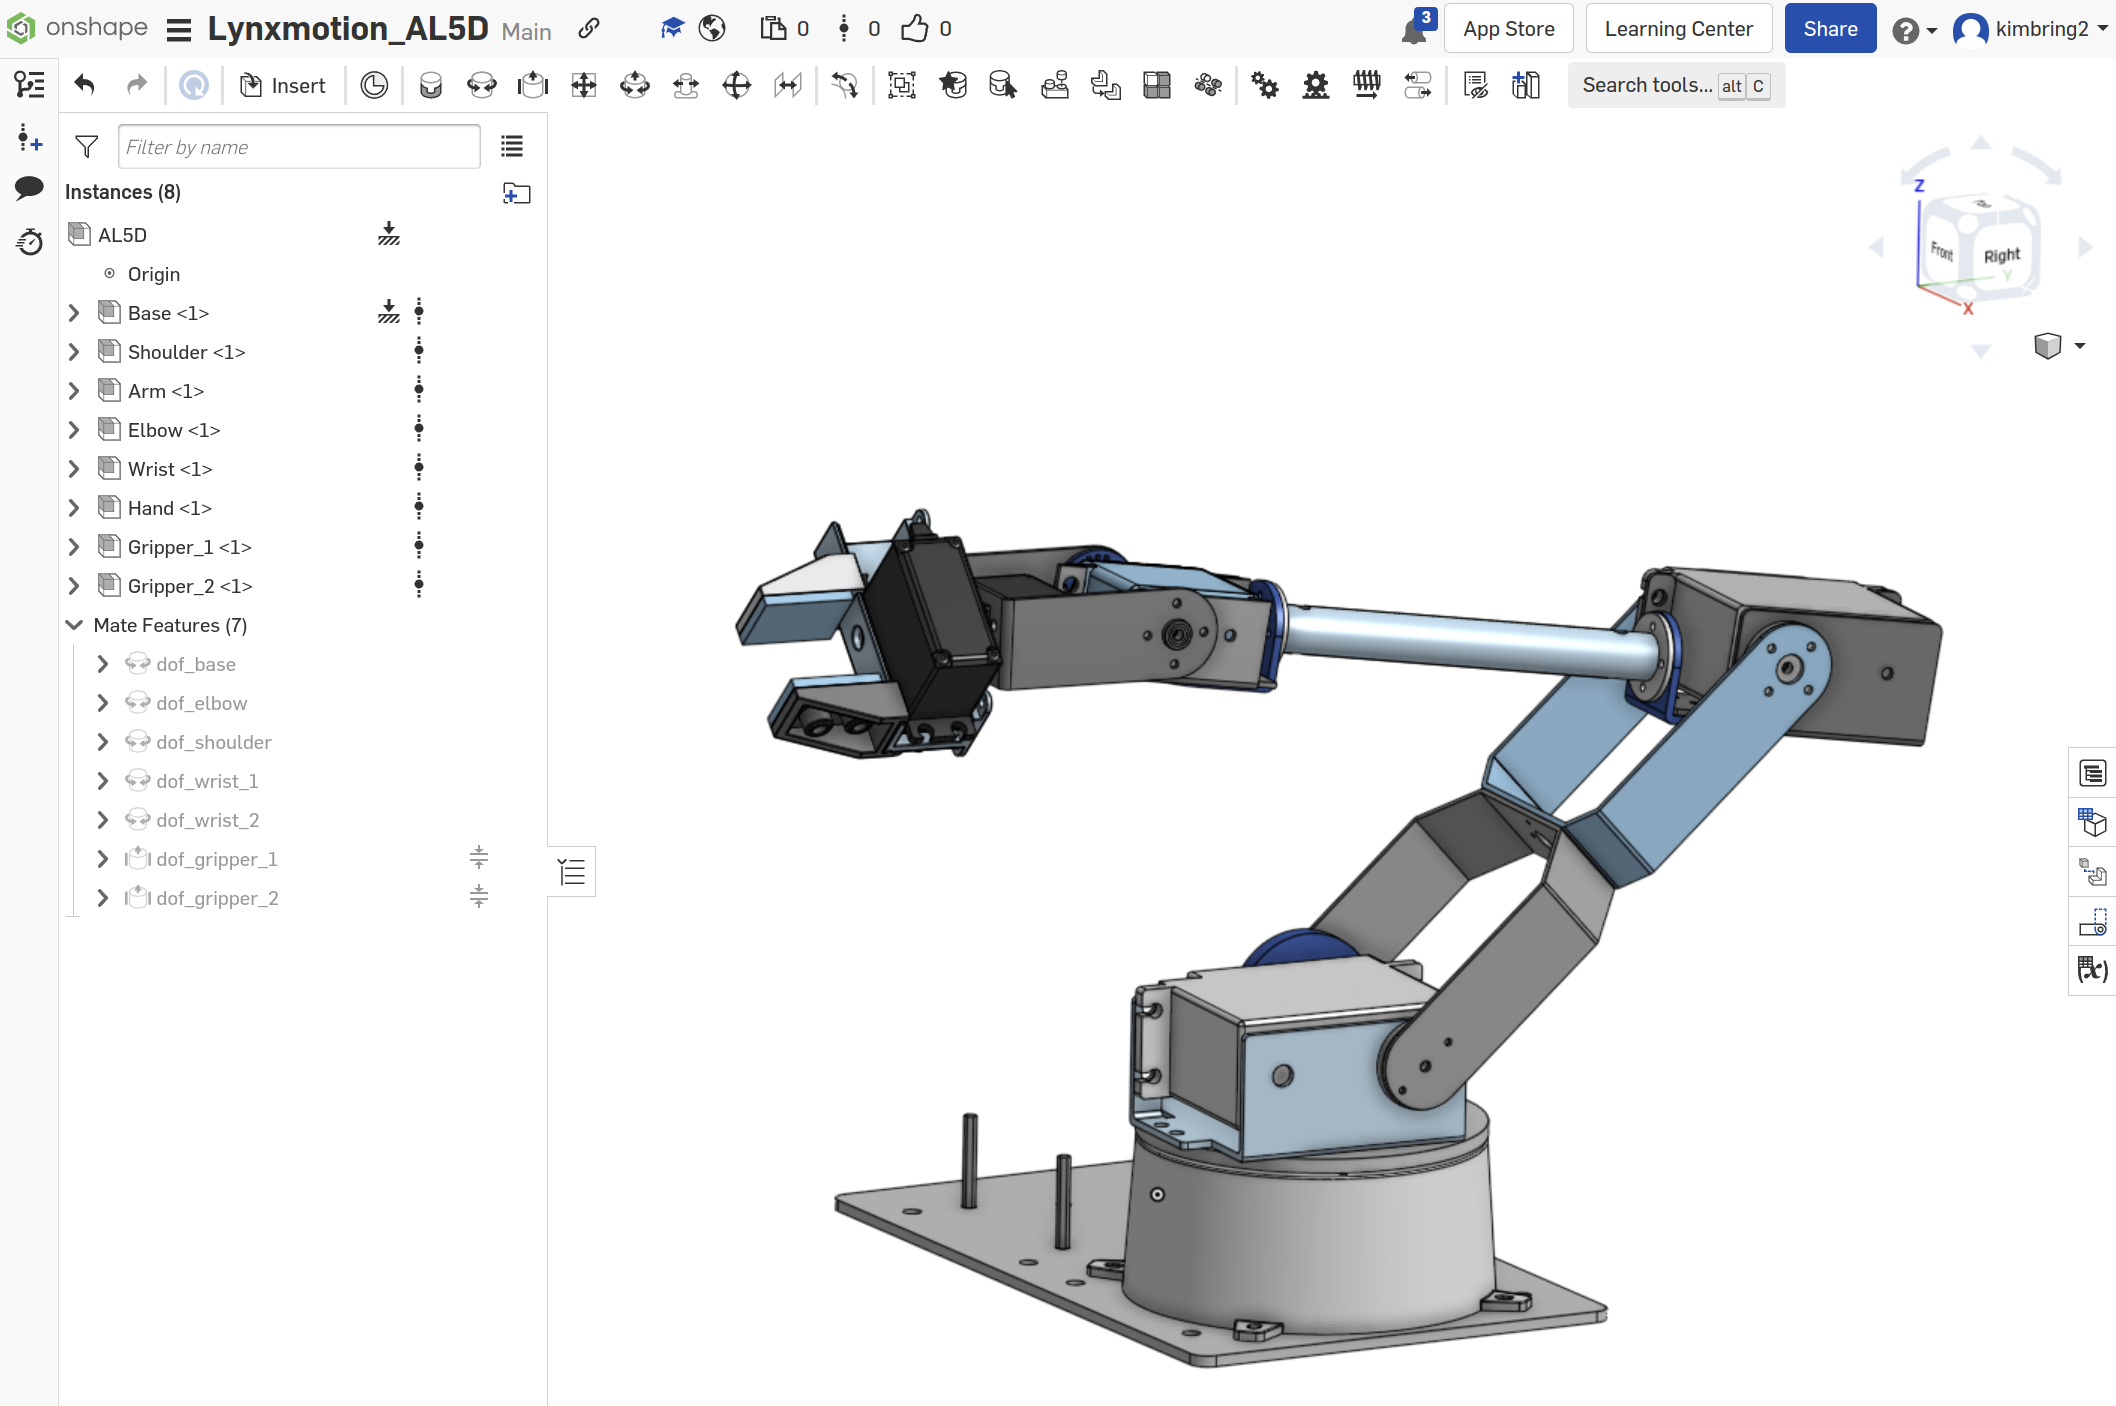 onshape Lynxmotion_AL5D Main 0 0 0 3 App Store Learning Center Share kimbring2
Insert Search tools... alt C
Filter by name
Instances (8)
AL5D
Origin
Base <1>
Shoulder <1>
Arm <1>
Elbow <1>
Wrist <1>
Hand <1>
Gripper_1 <1>
Gripper_2 <1>
Mate Features (7)
dof_base
dof_elbow
dof_shoulder
dof_wrist_1
dof_wrist_2
dof_gripper_1
dof_gripper_2
Z
Front Right
Y
X
(x)